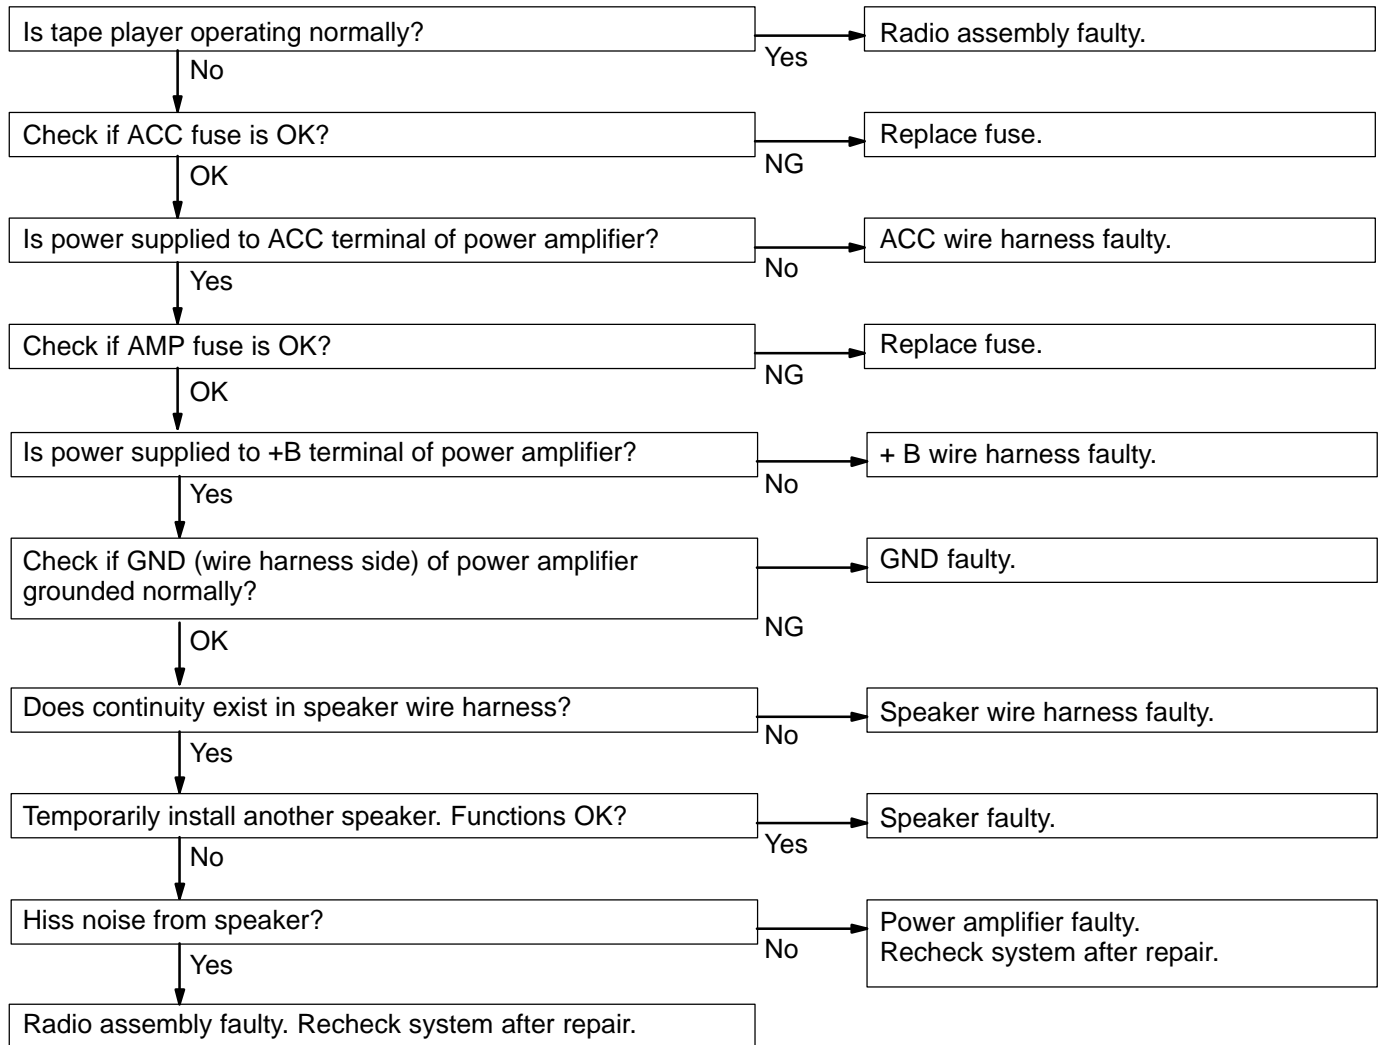 Is tape player operating normally?
Yes
Radio assembly faulty.
No
Check if ACC fuse is OK?
NG
Replace fuse.
OK
Is power supplied to ACC terminal of power amplifier?
No
ACC wire harness faulty.
Yes
Check if AMP fuse is OK?
NG
Replace fuse.
OK
Is power supplied to +B terminal of power amplifier?
No
+ B wire harness faulty.
Yes
Check if GND (wire harness side) of power amplifier
grounded normally?
NG
GND faulty.
OK
Does continuity exist in speaker wire harness?
No
Speaker wire harness faulty.
Yes
Temporarily install another speaker. Functions OK?
Yes
Speaker faulty.
No
Hiss noise from speaker?
No
Power amplifier faulty.
Recheck system after repair.
Yes
Radio assembly faulty. Recheck system after repair.